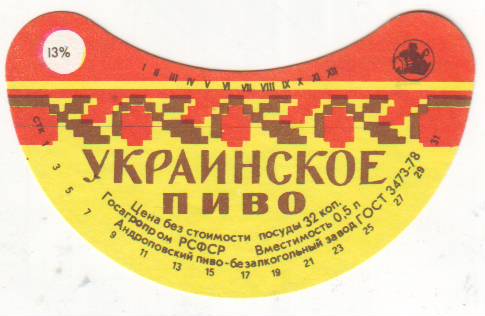 13%
I II III IV V VI VII VIII IX X XI XII
СТК
УКРАИНСКОЕ
ПИВО
Цена без стоимости посуды 32 коп.
Госагропром РСФСР Вместимость 0,5 л
Андроповский пиво-безалкогольный завод ГОСТ 3473-78
1 3 5 7 9 11 13 15 17 19 21 23 25 27 29 31